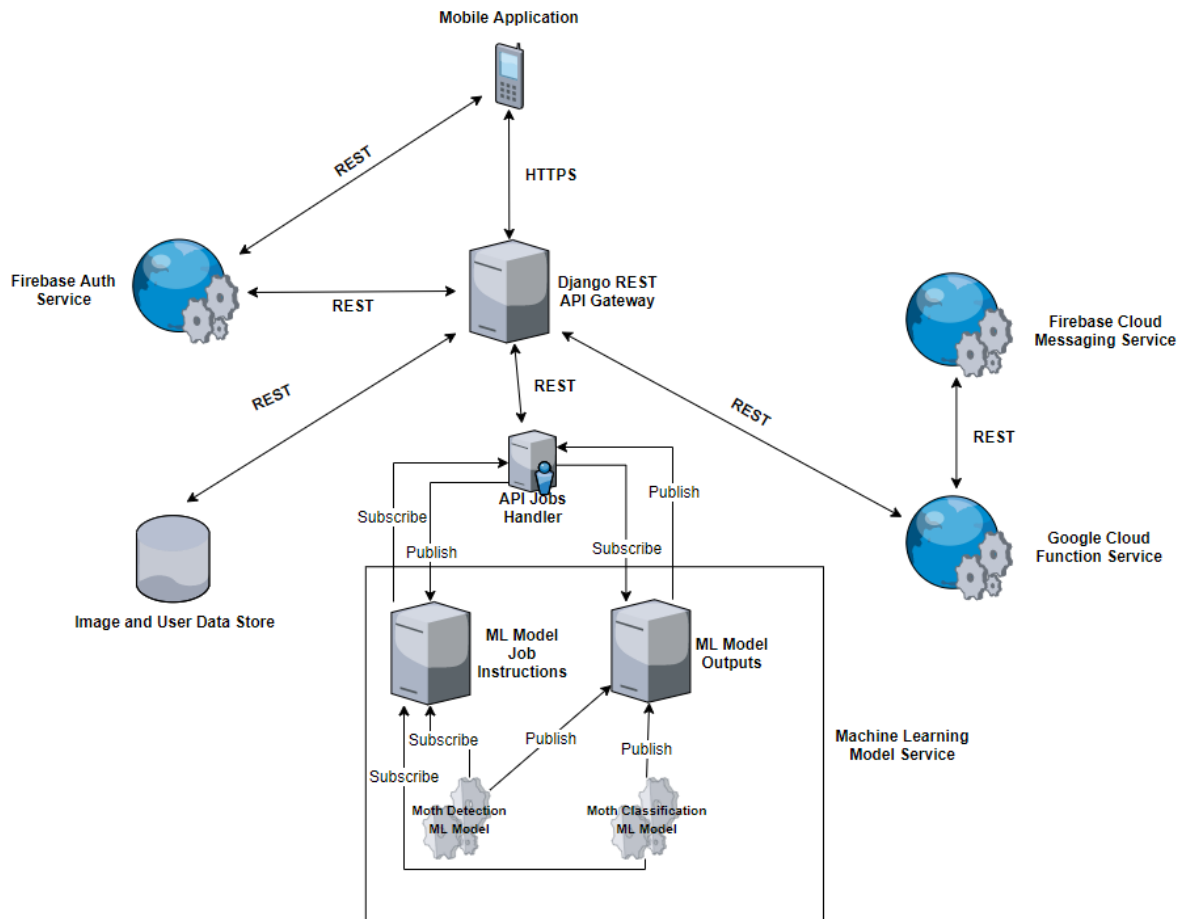 Mobile Application
REST
HTTPS
Firebase Auth
Service
REST
Django REST
API Gateway
Firebase Cloud
Messaging Service
REST
REST
REST
REST
API Jobs
Handler
Publish
Subscribe
Publish
Subscribe
Google Cloud
Function Service
Image and User Data Store
ML Model
Job
Instructions
ML Model
Outputs
Machine Learning
Model Service
Subscribe
Publish
Publish
Subscribe
Moth Detection
ML Model
Moth Classification
ML Model